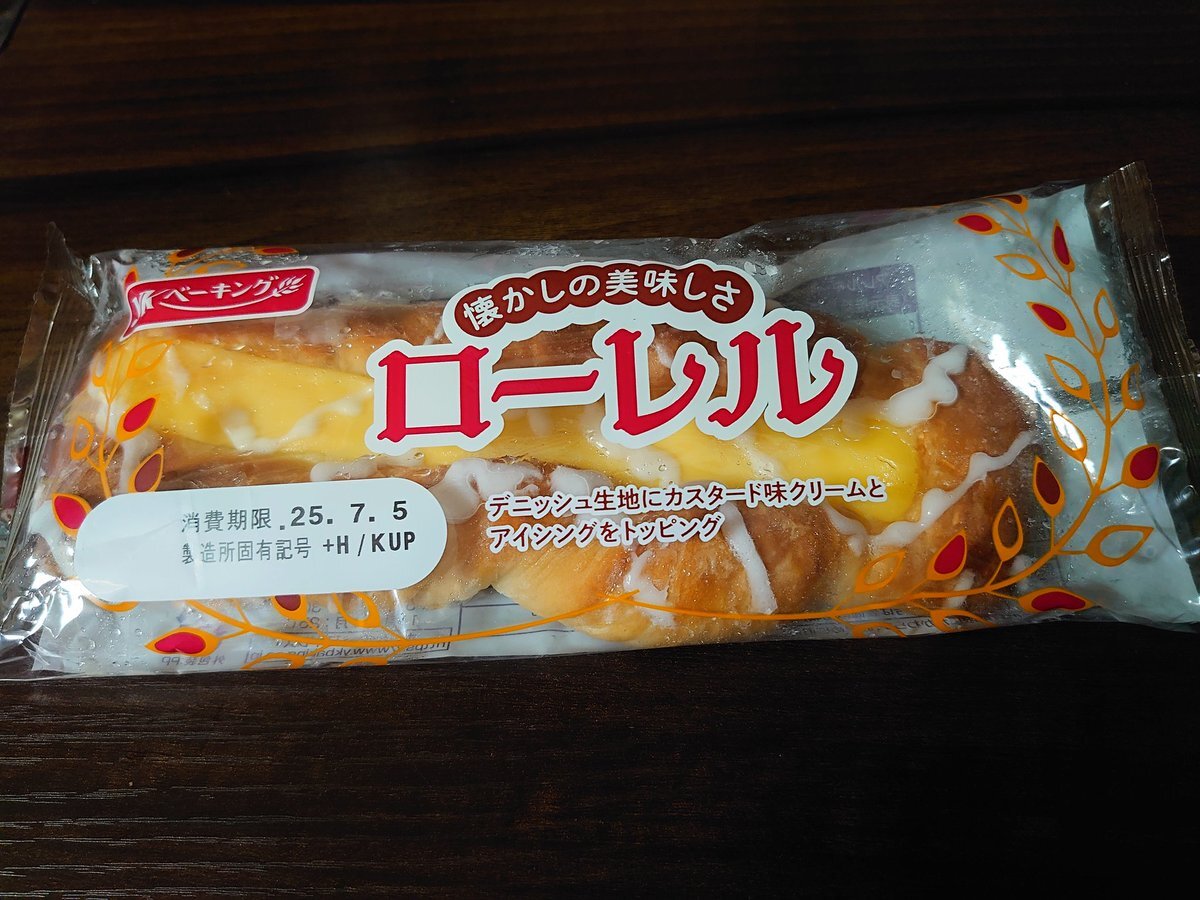 YKベーキング
懐かしの美味しさ
ローレル
デニッシュ生地にカスタード味クリームと
アイシングをトッピング
消費期限 .25. 7. 5
製造所固有記号 +H/KUP